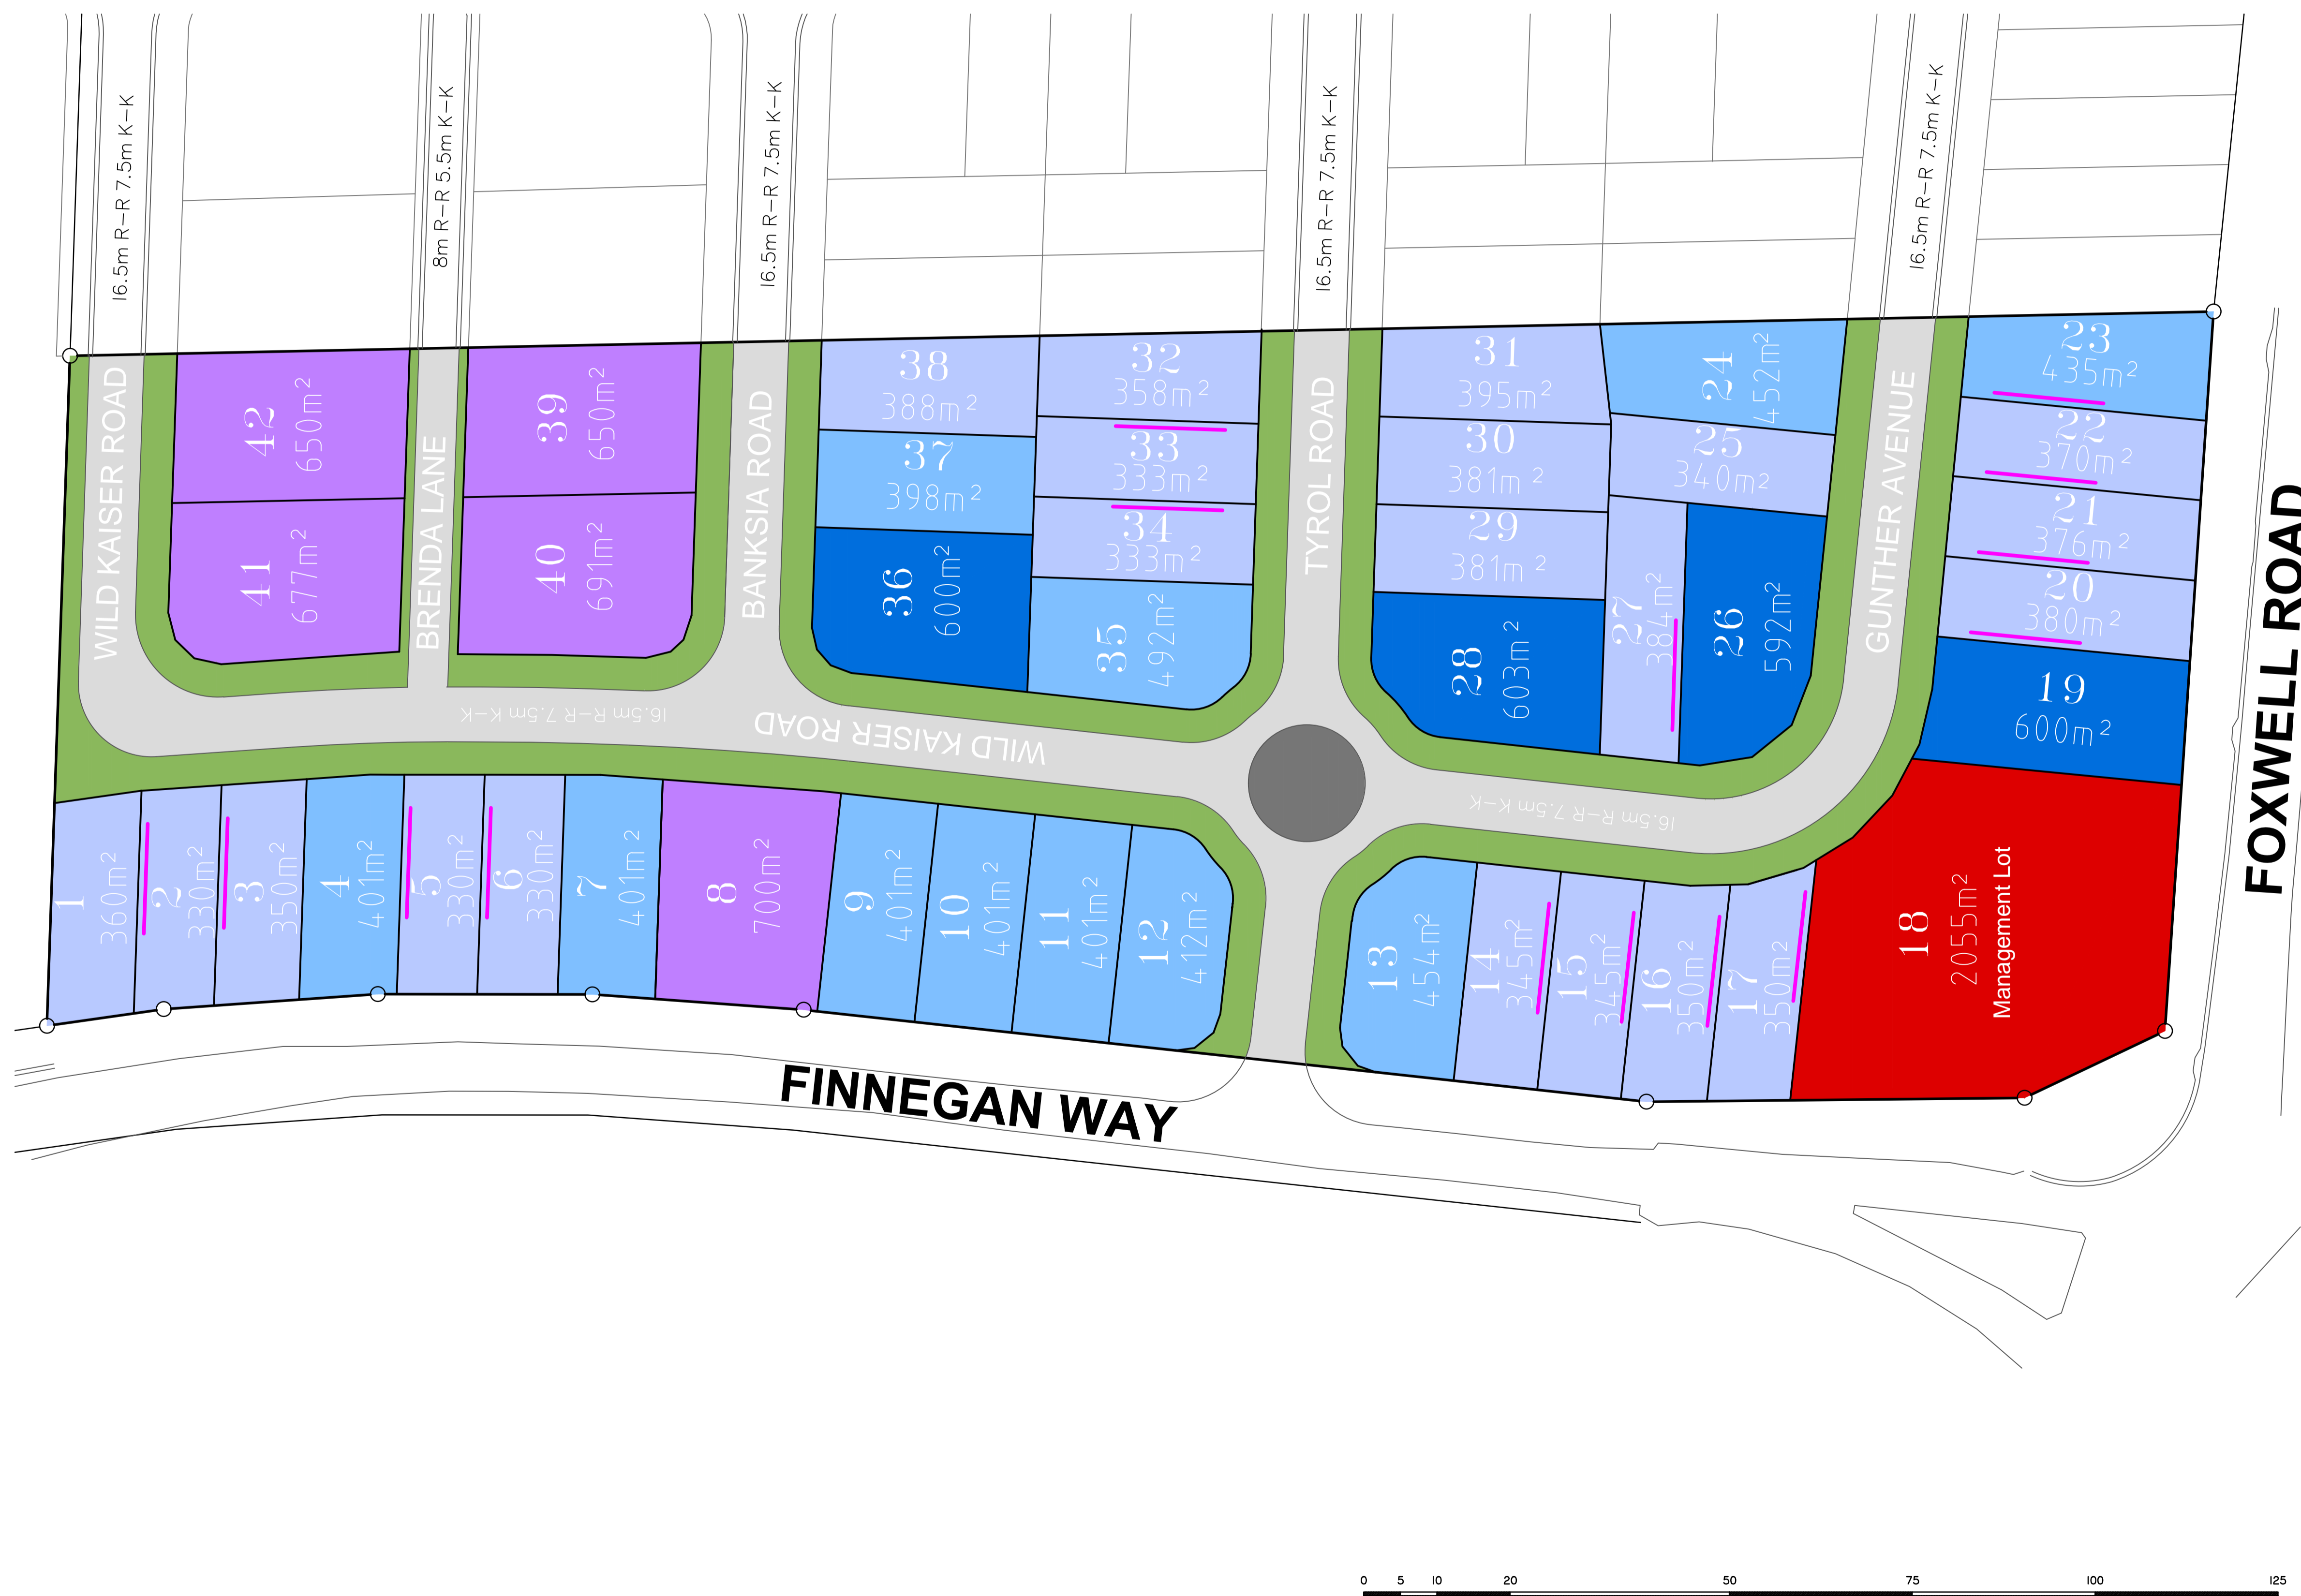 16.5m R-R 7.5m K-K
8m R-R 5.5m K-K
16.5m R-R 7.5m K-K
16.5m R-R 7.5m K-K
16.5m R-R 7.5m K-K
WILD KAISER ROAD
42
650m²
BRENDA LANE
39
650m²
BANKSIA ROAD
38
388m²
32
358m²
TYROL ROAD
31
395m²
24
452m²
GUNTHER AVENUE
23
435m²
37
398m²
33
333m²
30
381m²
25
340m²
22
370m²
41
677m²
40
691m²
36
600m²
34
333m²
29
381m²
27
384m²
26
592m²
21
376m²
20
380m²
35
492m²
28
603m²
19
600m²
FOXWELL ROAD
16.5m R-R 7.5m K-K
WILD KAISER ROAD
16.5m R-R 7.5m K-K
1
360m²
2
330m²
3
350m²
4
401m²
5
330m²
6
330m²
7
401m²
8
700m²
9
401m²
10
401m²
11
401m²
12
412m²
13
454m²
14
345m²
15
345m²
16
350m²
17
350m²
18
2055m²
Management Lot
FINNEGAN WAY
0 5 10 20 50 75 100 125